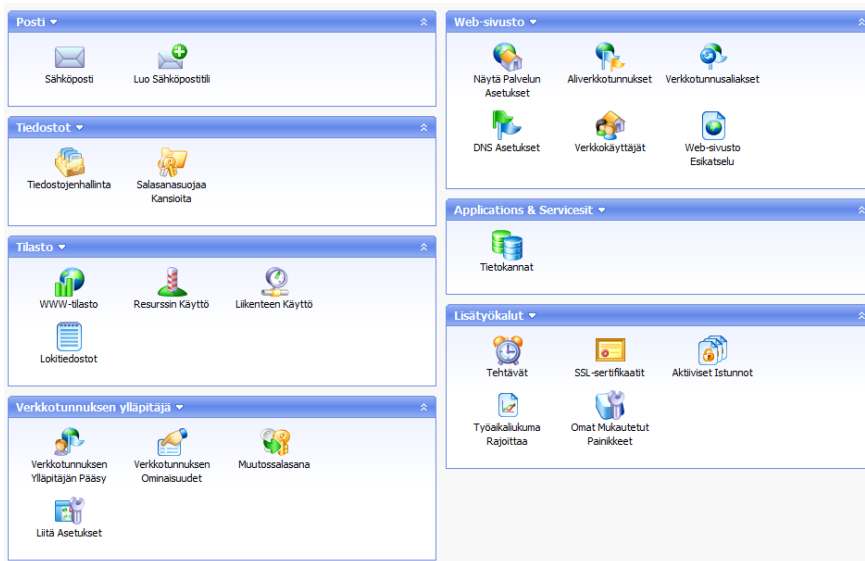 Posti
Sähköposti
Luo Sähköpostitili
Tiedostot
Tiedostojenhallinta
Salasanasuojaa
Kansioita
Tilasto
WWW-tilasto
Resurssin Käyttö
Liikenteen Käyttö
Lokitiedostot
Verkkotunnuksen ylläpitäjä
Verkkotunnuksen
Ylläpitäjän Pääsy
Verkkotunnuksen
Ominaisuudet
Muutossalasana
Liitä Asetukset
Web-sivusto
Näytä Palvelun
Asetukset
Aliverkkotunnukset
Verkkotunnusaliakset
DNS Asetukset
Verkkokäyttäjät
Web-sivusto
Esikatselu
Applications & Servicesit
Tietokannat
Lisätyökalut
Tehtävät
SSL-sertifikaatit
Aktiiviset Istunnot
Työaikaliukuma
Rajoittaa
Omat Mukautetut
Painikkeet